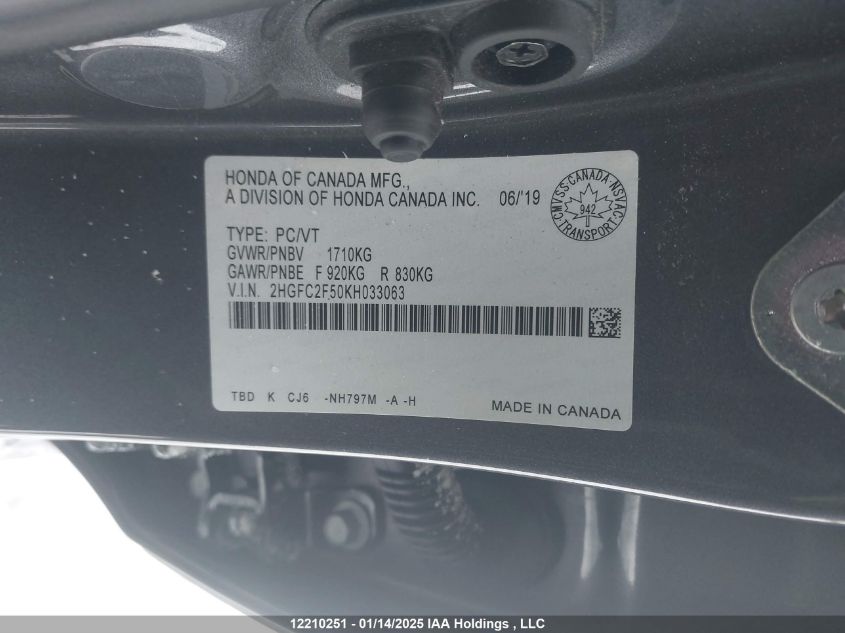 HONDA OF CANADA MFG.,
A DIVISION OF HONDA CANADA INC. 06/'19
CMVSS CANADA NSVAC
942
TRANSPORT
TYPE: PC/VT
GVWR/PNBV 1710KG
GAWR/PNBE F 920KG R 830KG
V.I.N. 2HGFC2F50KH033063
TBD K CJ6 -NH797M -A -H
MADE IN CANADA
12210251 - 01/14/2025 IAA Holdings , LLC